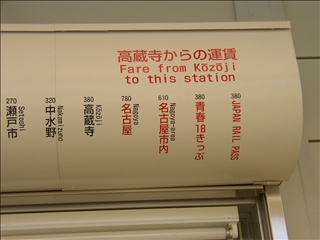 高蔵寺からの運賃
Fare from Kōzōji
to this station
270
Setoshi
瀬戸市
320
Nakamizuno
中水野
380
Kōzōji
高蔵寺
780
Nagoya
名古屋
610
Nagoya-area
名古屋市内
380
青春18きっぷ
380
JAPAN RAIL PASS